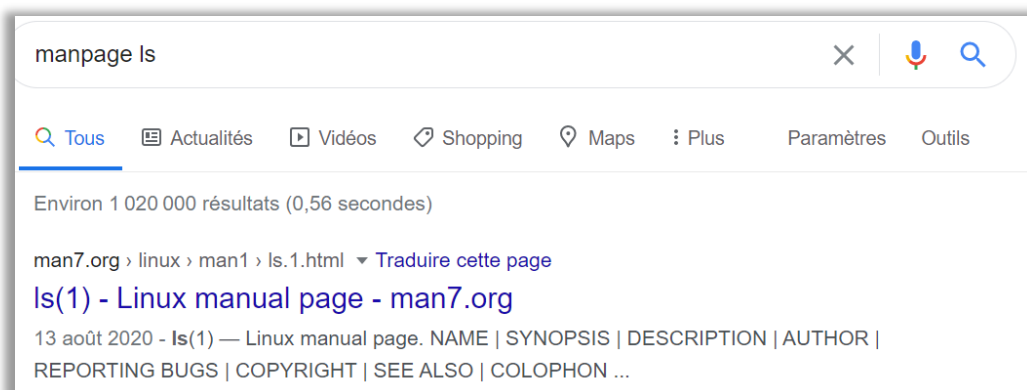 manpage ls
Tous Actualités Vidéos Shopping Maps Plus Paramètres Outils
Environ 1 020 000 résultats (0,56 secondes)
man7.org › linux › man1 › ls.1.html ▾ Traduire cette page
ls(1) - Linux manual page - man7.org
13 août 2020 - ls(1) — Linux manual page. NAME | SYNOPSIS | DESCRIPTION | AUTHOR |
REPORTING BUGS | COPYRIGHT | SEE ALSO | COLOPHON ...